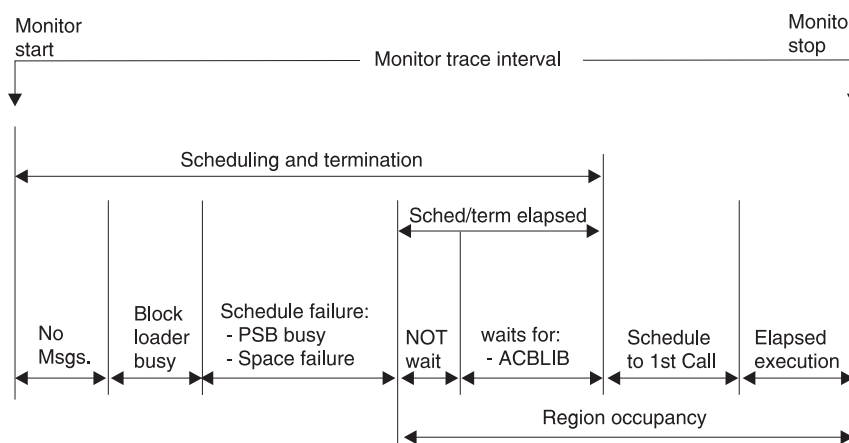 Monitor
start
Monito
stop
Monitor trace interval
Scheduling and termination
Sched/term elapsed
No
Msgs.
Block
loader
busy
Schedule failure:
- PSB busy
- Space failure
NOT
wait
waits for:
- ACBLIB
Schedule
to 1st Call
Elapsed
execution
Region occupancy